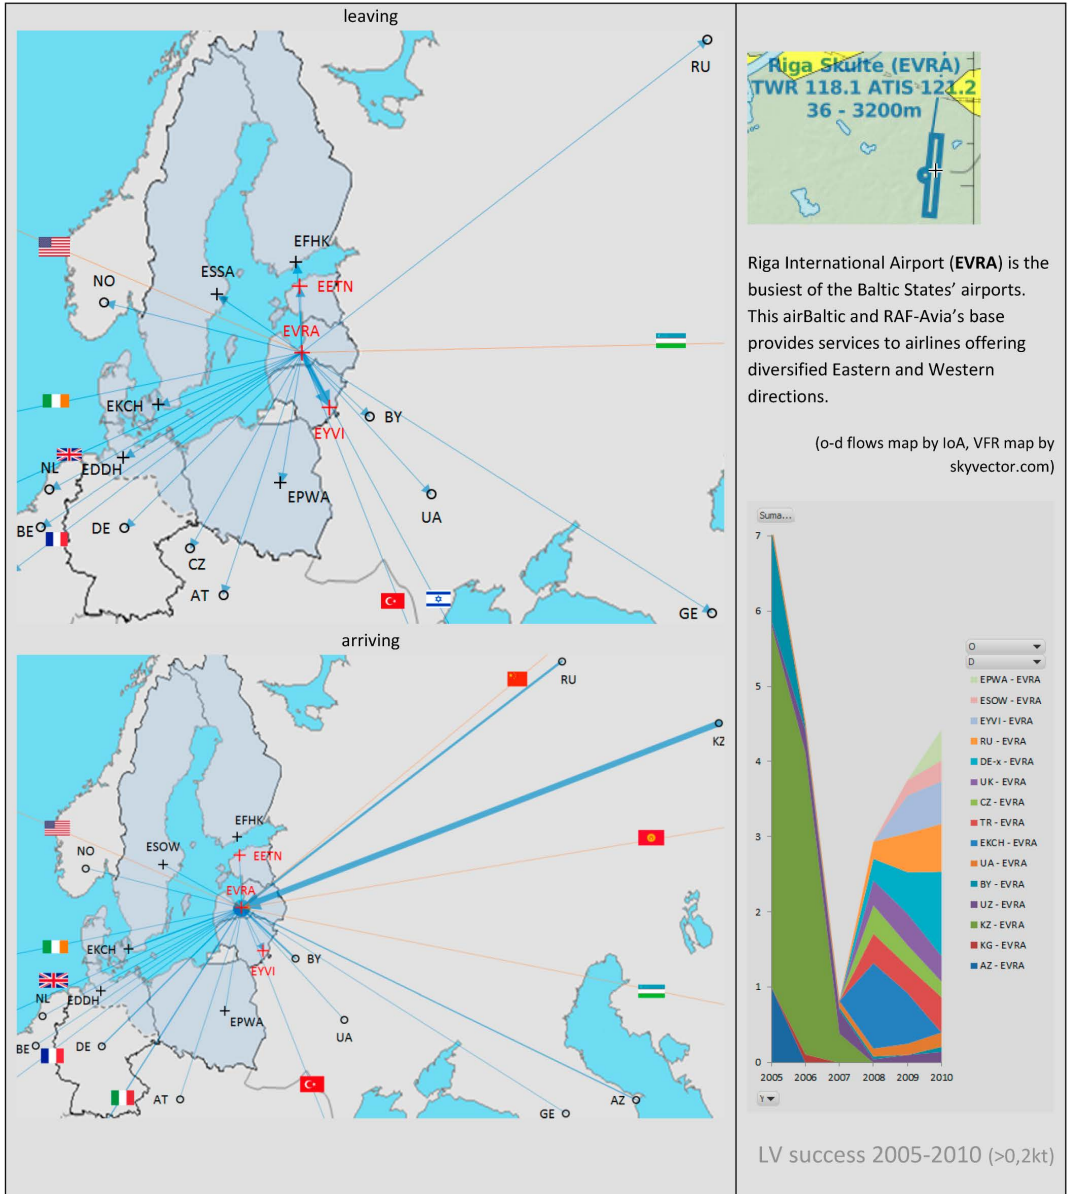 leaving
RU
EFHK
NO
ESSA
EETN
EVRA
EKCH
BY
EYVI
NL
EDDH
EPWA
UA
BE
DE
CZ
AT
GE
arriving
RU
KZ
EFHK
NO
ESOW
EETN
EVRA
EKCH
BY
EYVI
NL
EDDH
EPWA
UA
BE
DE
AT
GE
AZ
Riga Skulte (EVRA)
TWR 118.1 ATIS 121.2
36 - 3200m
Riga International Airport (EVRA) is the
busiest of the Baltic States’ airports.
This airBaltic and RAF-Avia’s base
provides services to airlines offering
diversified Eastern and Western
directions.
(o-d flows map by IoA, VFR map by
skyvector.com)
Suma...
7
6
5
4
3
2
1
0
2005 2006 2007 2008 2009 2010
Y
O
D
EPWA - EVRA
ESOW - EVRA
EYVI - EVRA
RU - EVRA
DE-x - EVRA
UK - EVRA
CZ - EVRA
TR - EVRA
EKCH - EVRA
UA - EVRA
BY - EVRA
UZ - EVRA
KZ - EVRA
KG - EVRA
AZ - EVRA
LV success 2005-2010 (>0,2kt)